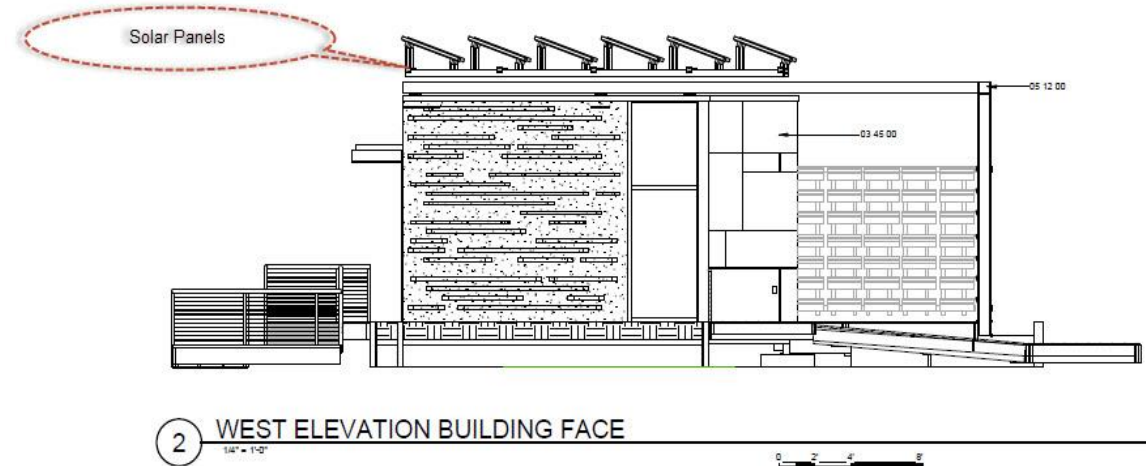 Solar Panels
05 12 00
03 45 00
2
WEST ELEVATION BUILDING FACE
1/4" = 1'-0"
0 2' 4' 8'